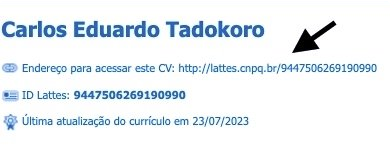 Carlos Eduardo Tadokoro
Endereço para acessar este CV: http://lattes.cnpq.br/9447506269190990
ID Lattes: 9447506269190990
Última atualização do currículo em 23/07/2023